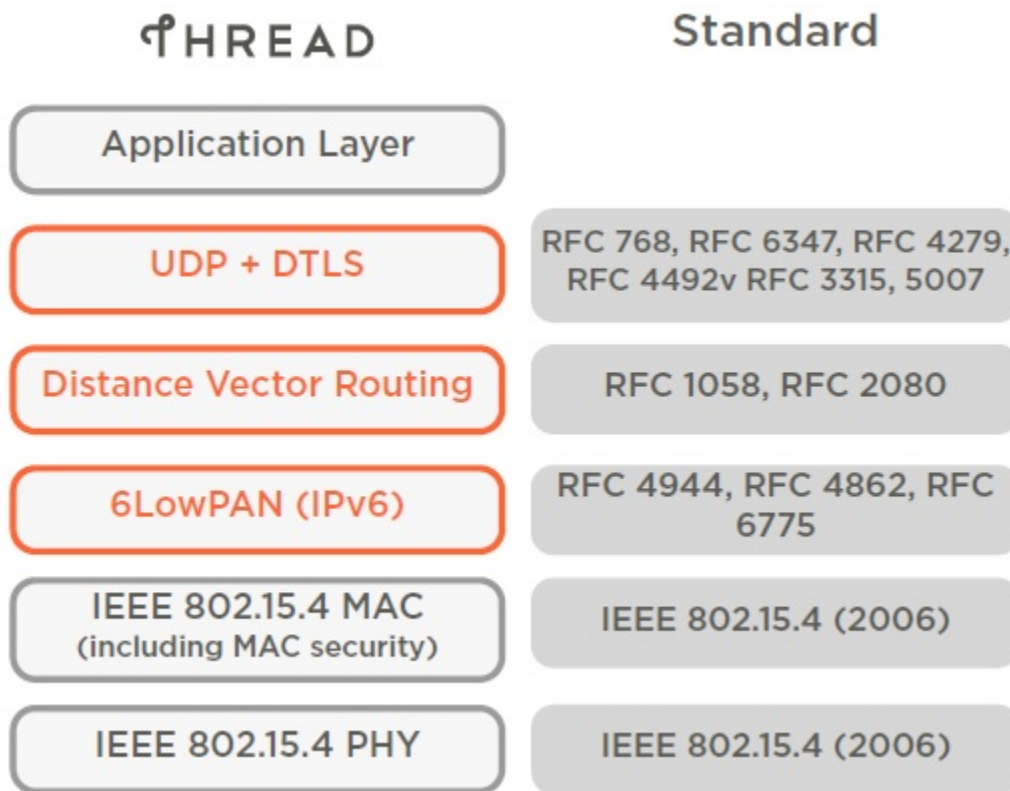 THREAD
Standard
Application Layer
UDP + DTLS
RFC 768, RFC 6347, RFC 4279,
RFC 4492v RFC 3315, 5007
Distance Vector Routing
RFC 1058, RFC 2080
6LowPAN (IPv6)
RFC 4944, RFC 4862, RFC
6775
IEEE 802.15.4 MAC
(including MAC security)
IEEE 802.15.4 (2006)
IEEE 802.15.4 PHY
IEEE 802.15.4 (2006)